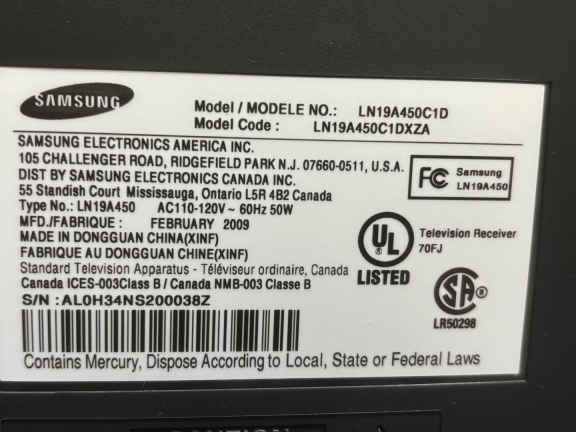 SAMSUNG
Model / MODELE NO.: LN19A450C1D
Model Code : LN19A450C1DXZA
SAMSUNG ELECTRONICS AMERICA INC.
105 CHALLENGER ROAD, RIDGEFIELD PARK N.J. 07660-0511, U.S.A.
DIST BY SAMSUNG ELECTRONICS CANADA INC.
55 Standish Court Mississauga, Ontario L5R 4B2 Canada
FC Samsung
LN19A450
Type No.: LN19A450 AC110-120V ~ 60Hz 50W
MFD./FABRIQUE : FEBRUARY 2009
MADE IN DONGGUAN CHINA(XINF)
FABRIQUE AU DONGGUAN CHINE(XINF)
UL
LISTED
Television Receiver
70FJ
Standard Television Apparatus - Téléviseur ordinaire, Canada
Canada ICES-003Class B / Canada NMB-003 Classe B
SA ®
LR50298
S/N : AL0H34NS200038Z
Contains Mercury, Dispose According to Local, State or Federal Laws
CAUTION